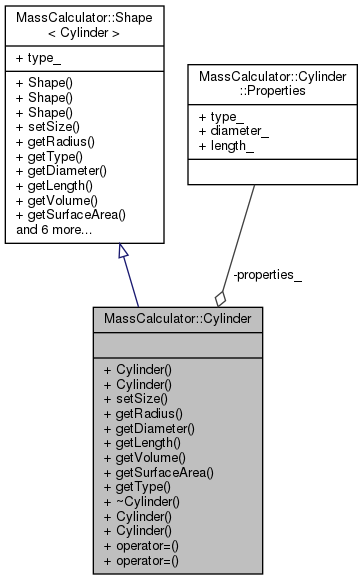 MassCalculator::Shape
< Cylinder >
+ type_
+ Shape()
+ Shape()
+ Shape()
+ setSize()
+ getRadius()
+ getType()
+ getDiameter()
+ getLength()
+ getVolume()
+ getSurfaceArea()
and 6 more...
MassCalculator::Cylinder
::Properties
+ type_
+ diameter_
+ length_
-properties_
MassCalculator::Cylinder
+ Cylinder()
+ Cylinder()
+ setSize()
+ getRadius()
+ getDiameter()
+ getLength()
+ getVolume()
+ getSurfaceArea()
+ getType()
+ ~Cylinder()
+ Cylinder()
+ Cylinder()
+ operator=()
+ operator=()